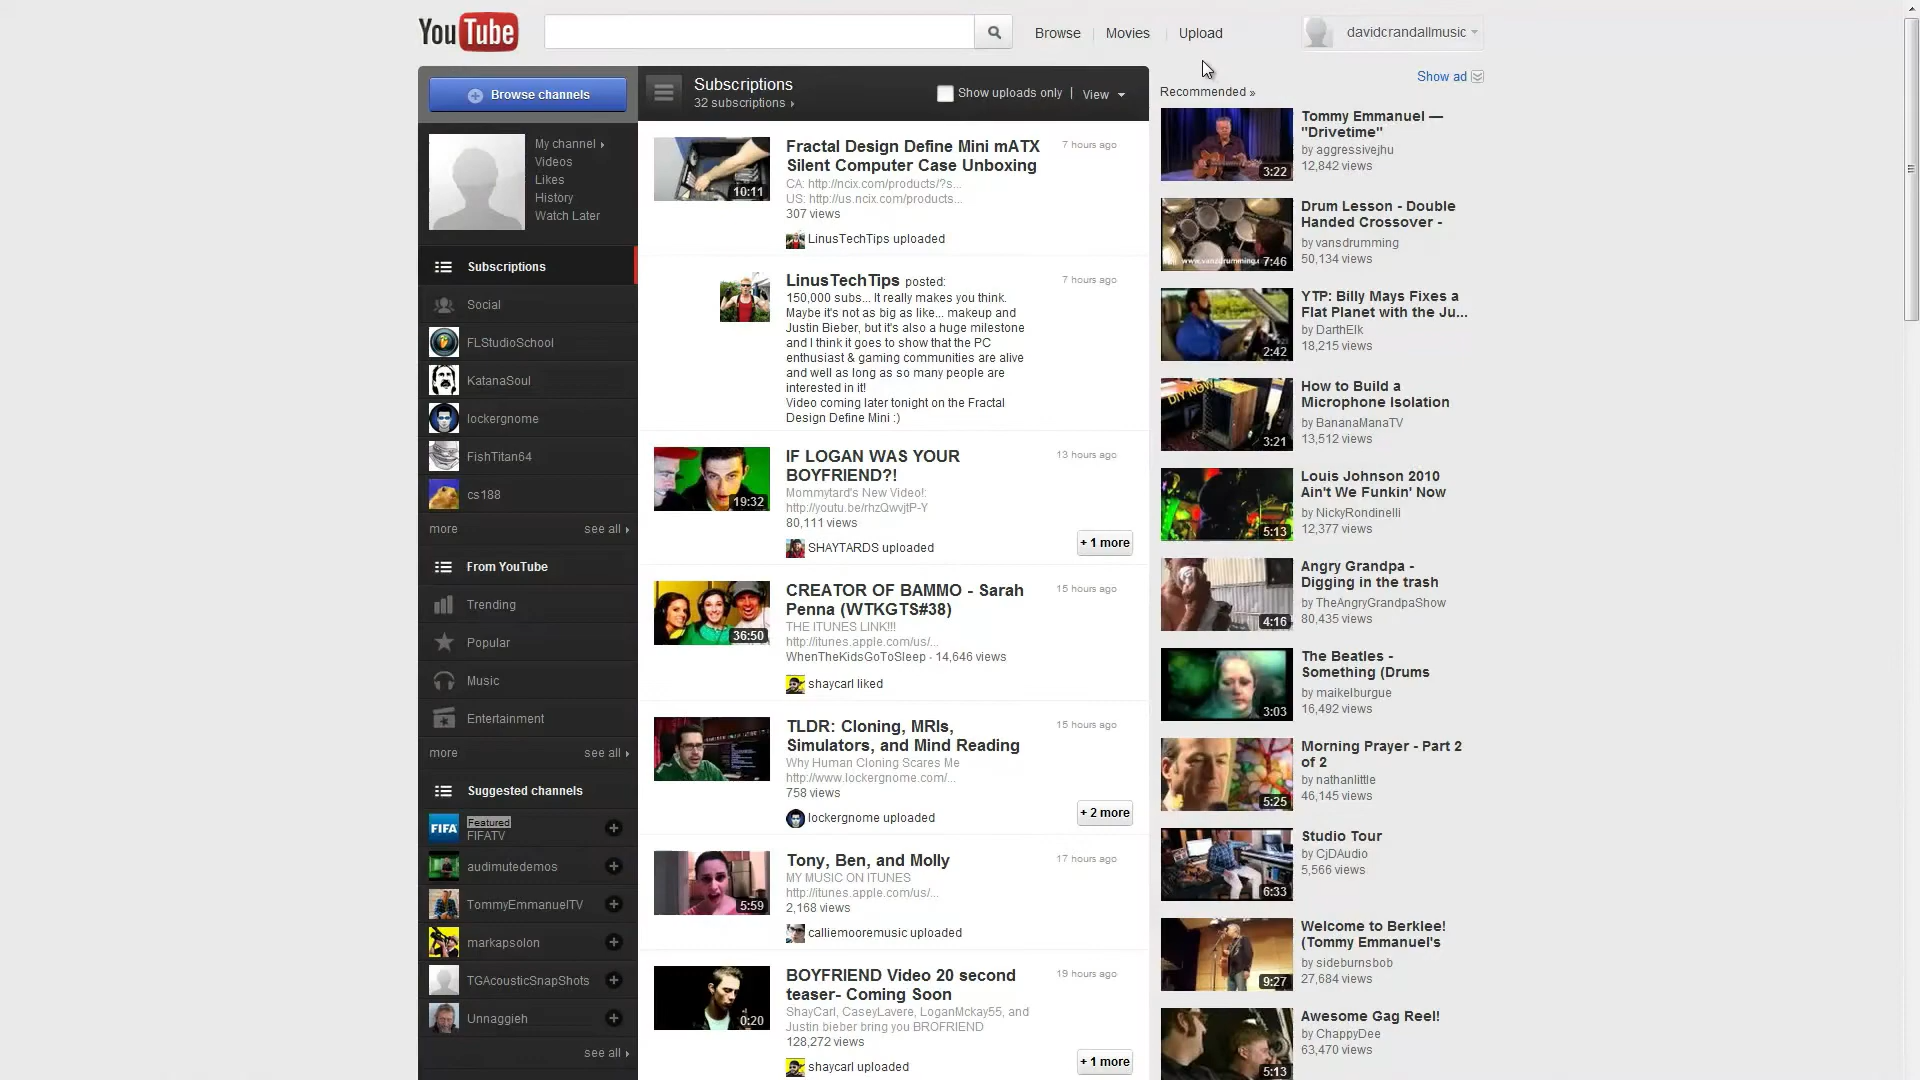 YouTube
Browse
Movies
Upload
davidcrandallmusic
Browse channels
My channel
Videos
Likes
History
Watch Later
Subscriptions
Social
FLStudioSchool
KatanaSoul
lockergnome
FishTitan64
cs188
more
see all
From YouTube
Trending
Popular
Music
Entertainment
more
see all
Suggested channels
FIFA
Featured
FIFATV
audimutedemos
TommyEmmanuelTV
markapsolon
TGAcousticSnapShots
Unnaggieh
see all
Subscriptions
32 subscriptions
Show uploads only
|
View
10:11
Fractal Design Define Mini mATX
Silent Computer Case Unboxing
CA: http://ncix.com/products/?s...
US: http://us.ncix.com/products...
307 views
LinusTechTips uploaded
7 hours ago
LinusTechTips posted:
150,000 subs... It really makes you think.
Maybe it's not as big as like... makeup and
Justin Bieber, but it's also a huge milestone
and I think it goes to show that the PC
enthusiast & gaming communities are alive
and well as long as so many people are
interested in it!
Video coming later tonight on the Fractal
Design Define Mini :)
7 hours ago
19:32
IF LOGAN WAS YOUR
BOYFRIEND?!
Mommytard's New Video!:
http://youtu.be/rhzQwvjtP-Y
80,111 views
SHAYTARDS uploaded
13 hours ago
+ 1 more
36:50
CREATOR OF BAMMO - Sarah
Penna (WTKGTS#38)
THE ITUNES LINK!!!
http://itunes.apple.com/us/...
WhenTheKidsGoToSleep - 14,646 views
shaycarl liked
15 hours ago
TLDR: Cloning, MRIs,
Simulators, and Mind Reading
Why Human Cloning Scares Me
http://www.lockergnome.com/...
758 views
lockergnome uploaded
15 hours ago
+ 2 more
5:59
Tony, Ben, and Molly
MY MUSIC ON ITUNES
http://itunes.apple.com/us/...
2,168 views
calliemooremusic uploaded
17 hours ago
0:20
BOYFRIEND Video 20 second
teaser- Coming Soon
ShayCarl, CaseyLavere, LoganMckay55, and
Justin bieber bring you BROFRIEND
128,272 views
shaycarl uploaded
19 hours ago
+ 1 more
Show ad
Recommended »
3:22
Tommy Emmanuel —
"Drivetime"
by aggressivejhu
12,842 views
7:46
Drum Lesson - Double
Handed Crossover -
by vansdrumming
50,134 views
2:42
YTP: Billy Mays Fixes a
Flat Planet with the Ju...
by DarthElk
18,215 views
DIY NOW
3:21
How to Build a
Microphone Isolation
by BananaManaTV
13,512 views
5:13
Louis Johnson 2010
Ain't We Funkin' Now
by NickyRondinelli
12,377 views
4:16
Angry Grandpa -
Digging in the trash
by TheAngryGrandpaShow
80,435 views
3:03
The Beatles -
Something (Drums
by maikelburgue
16,492 views
5:25
Morning Prayer - Part 2
of 2
by nathanlittle
46,145 views
6:33
Studio Tour
by CjDAudio
5,566 views
9:27
Welcome to Berklee!
(Tommy Emmanuel's
by sideburnsbob
27,684 views
5:13
Awesome Gag Reel!
by ChappyDee
63,470 views